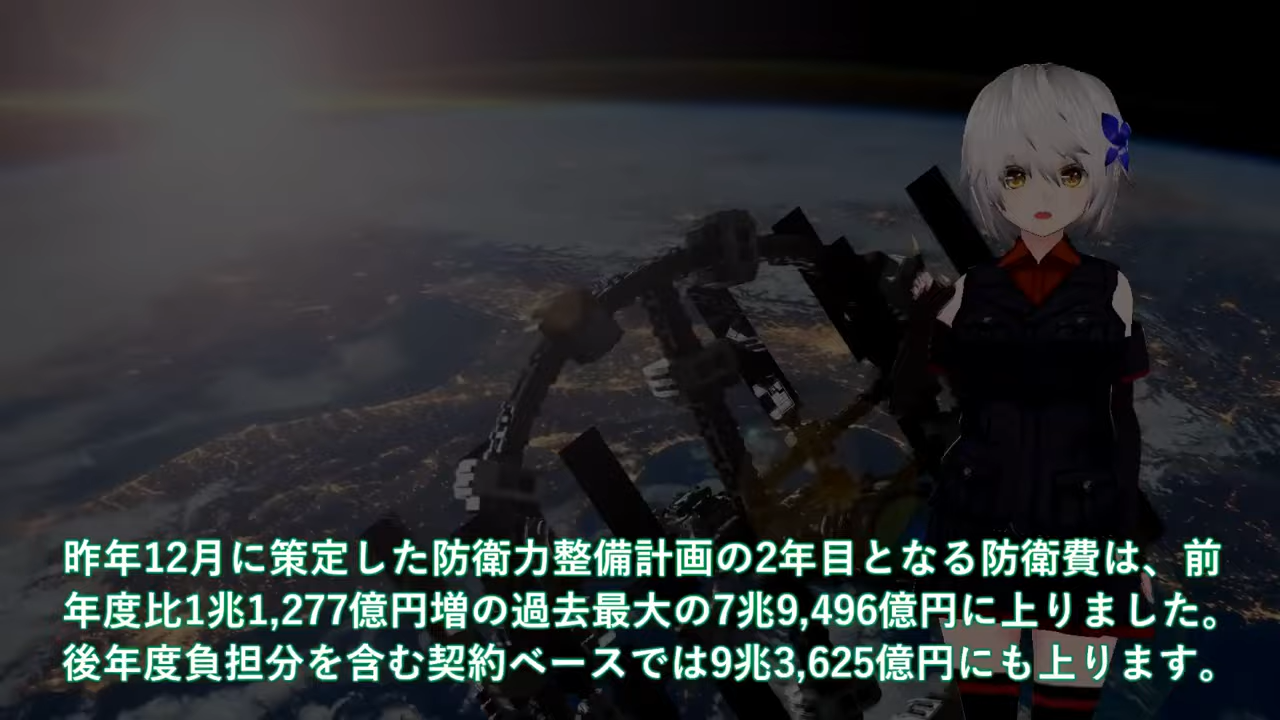 昨年12月に策定した防衛力整備計画の2年目となる防衛費は、前
年度比1兆1,277億円増の過去最大の7兆9,496億円に上りました。
後年度負担分を含む契約ベースでは9兆3,625億円にも上ります。